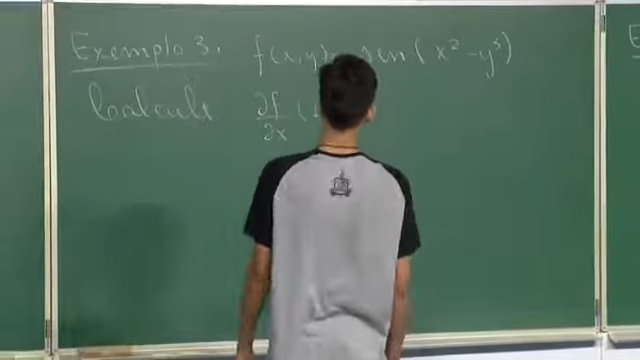 Exemplo 3. f(x,y)= sen(x² - y³)
Calcule ∂f/∂x (